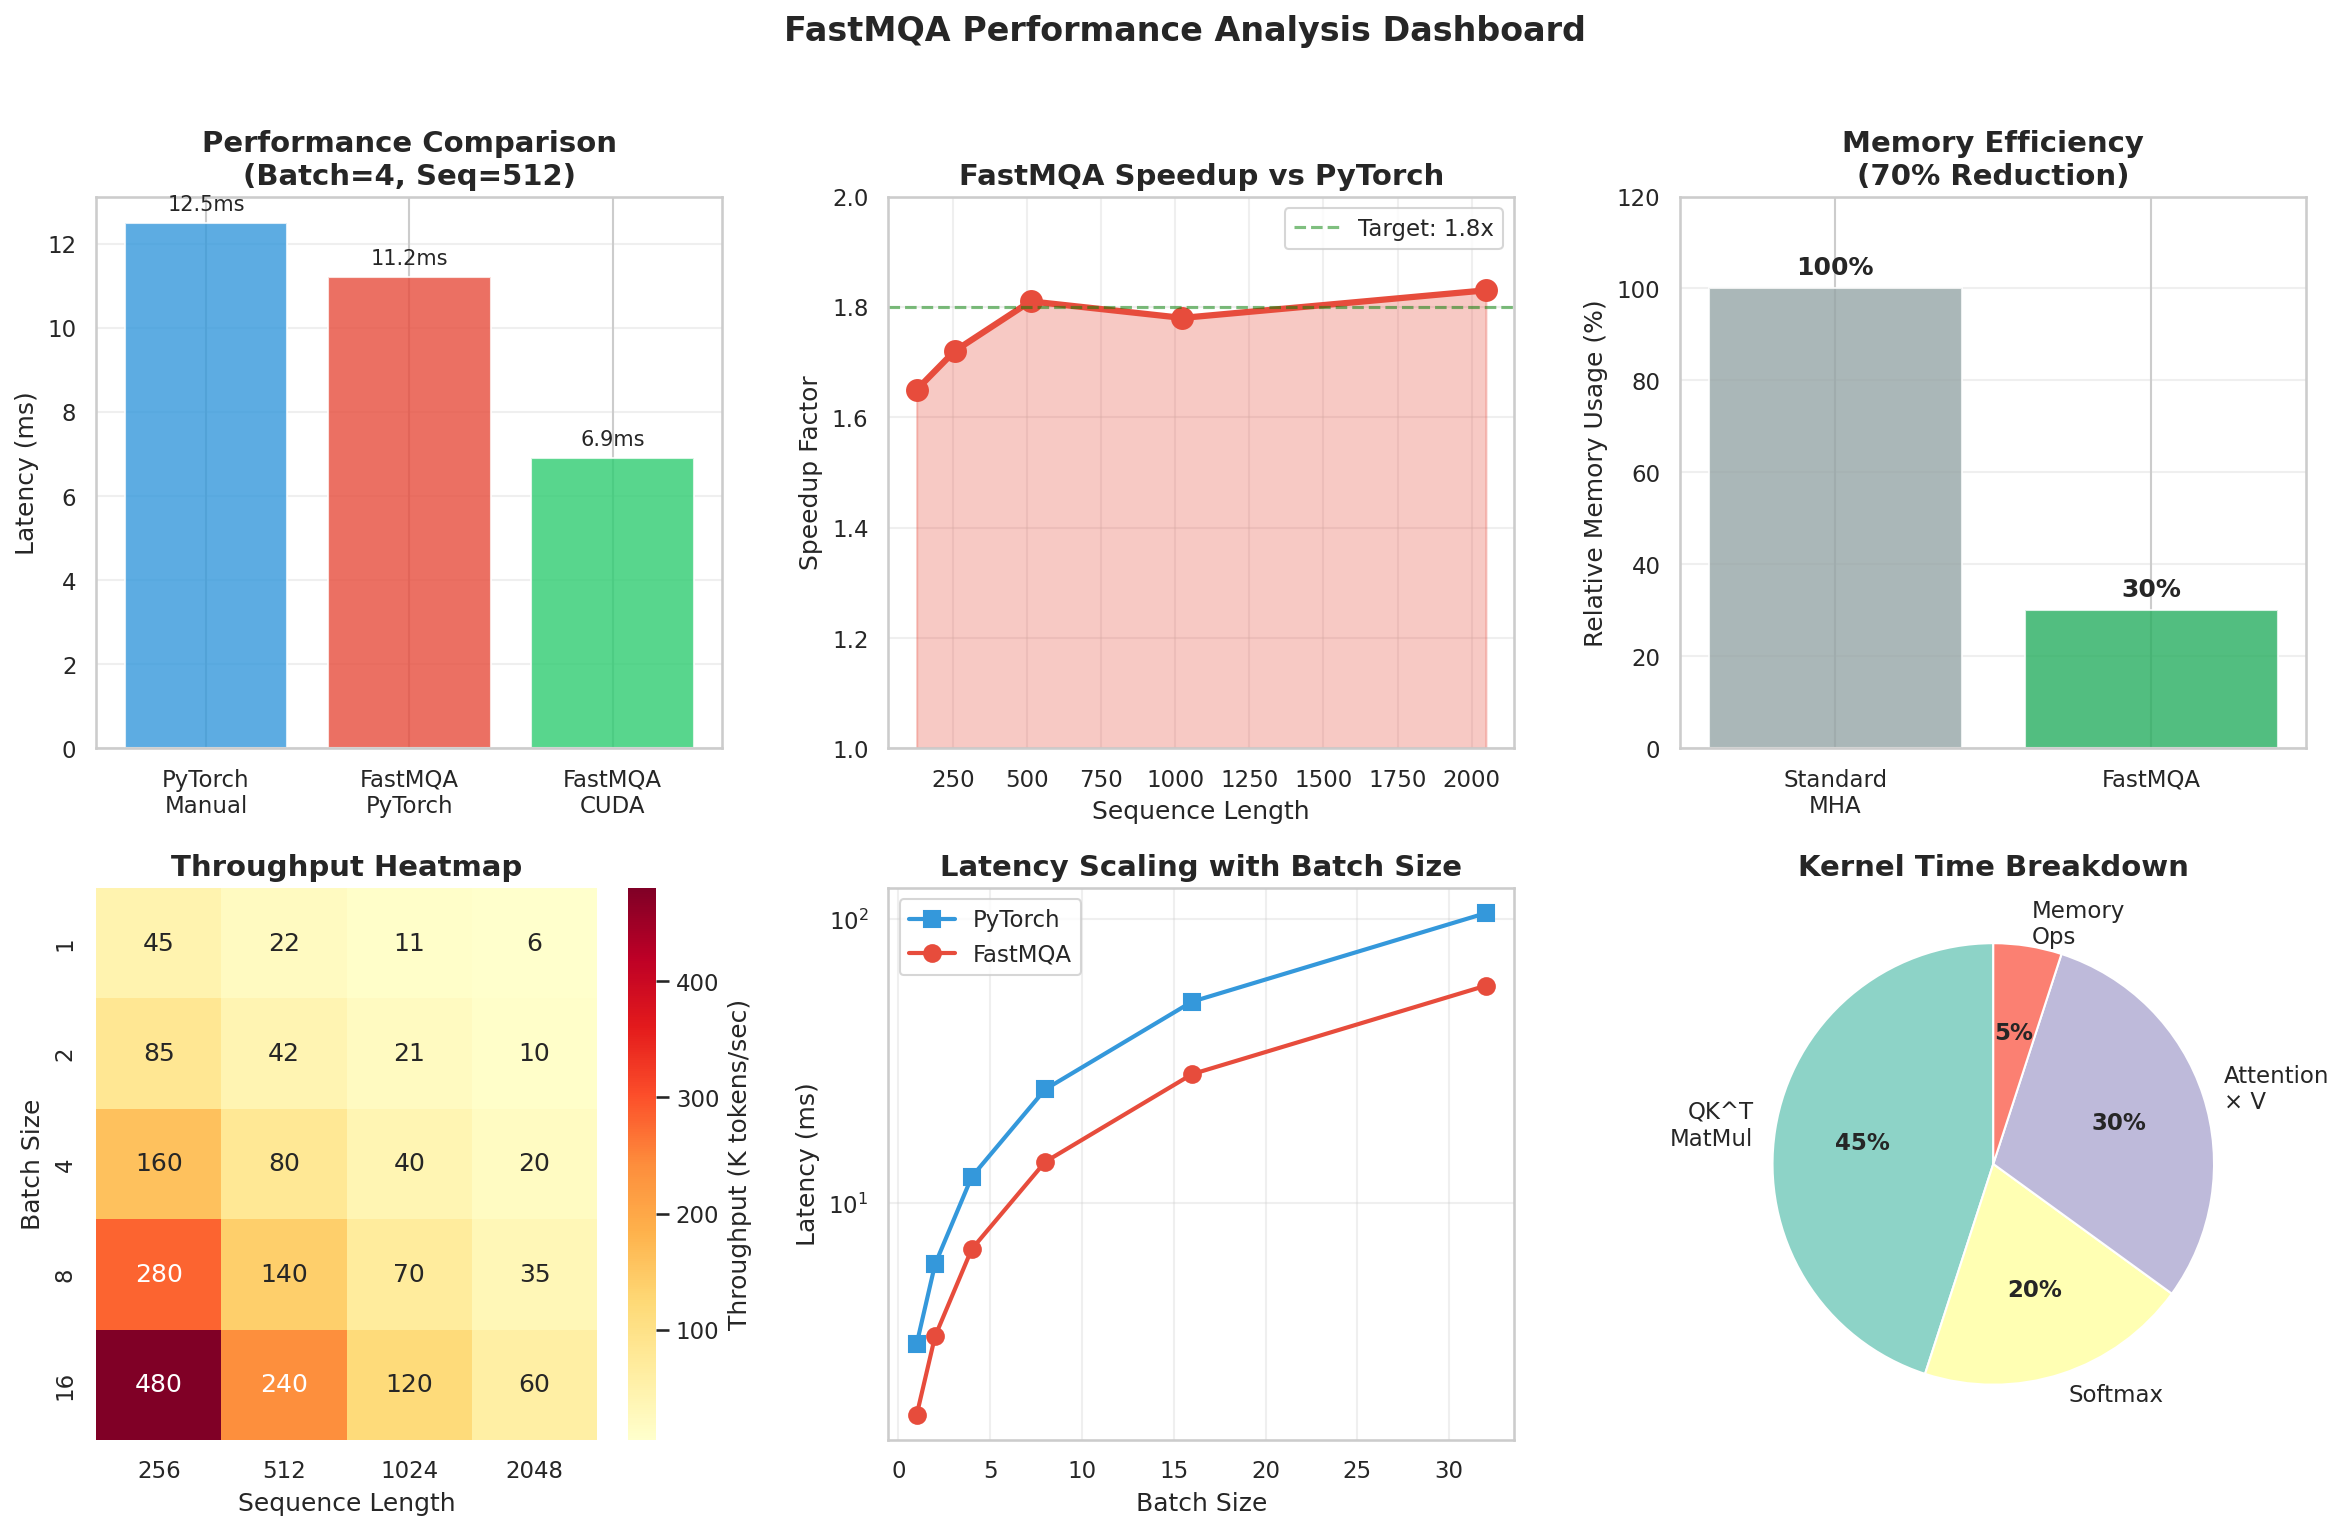 FastMQA Performance Analysis Dashboard
Performance Comparison
(Batch=4, Seq=512)
Latency (ms)
12
10
8
6
4
2
0
12.5ms
11.2ms
6.9ms
PyTorch
Manual
FastMQA
PyTorch
FastMQA
CUDA
FastMQA Speedup vs PyTorch
Target: 1.8x
Speedup Factor
2.0
1.8
1.6
1.4
1.2
1.0
250 500 750 1000 1250 1500 1750 2000
Sequence Length
Memory Efficiency
(70% Reduction)
Relative Memory Usage (%)
120
100
80
60
40
20
0
100%
30%
Standard
MHA
FastMQA
Throughput Heatmap
Batch Size
1 45 22 11 6
2 85 42 21 10
4 160 80 40 20
8 280 140 70 35
16 480 240 120 60
256 512 1024 2048
Sequence Length
400
300
200
100
Throughput (K tokens/sec)
Latency Scaling with Batch Size
PyTorch
FastMQA
Latency (ms)
10²
10¹
0 5 10 15 20 25 30
Batch Size
Kernel Time Breakdown
Memory
Ops
5%
Attention
× V
30%
QK^T
MatMul
45%
20%
Softmax